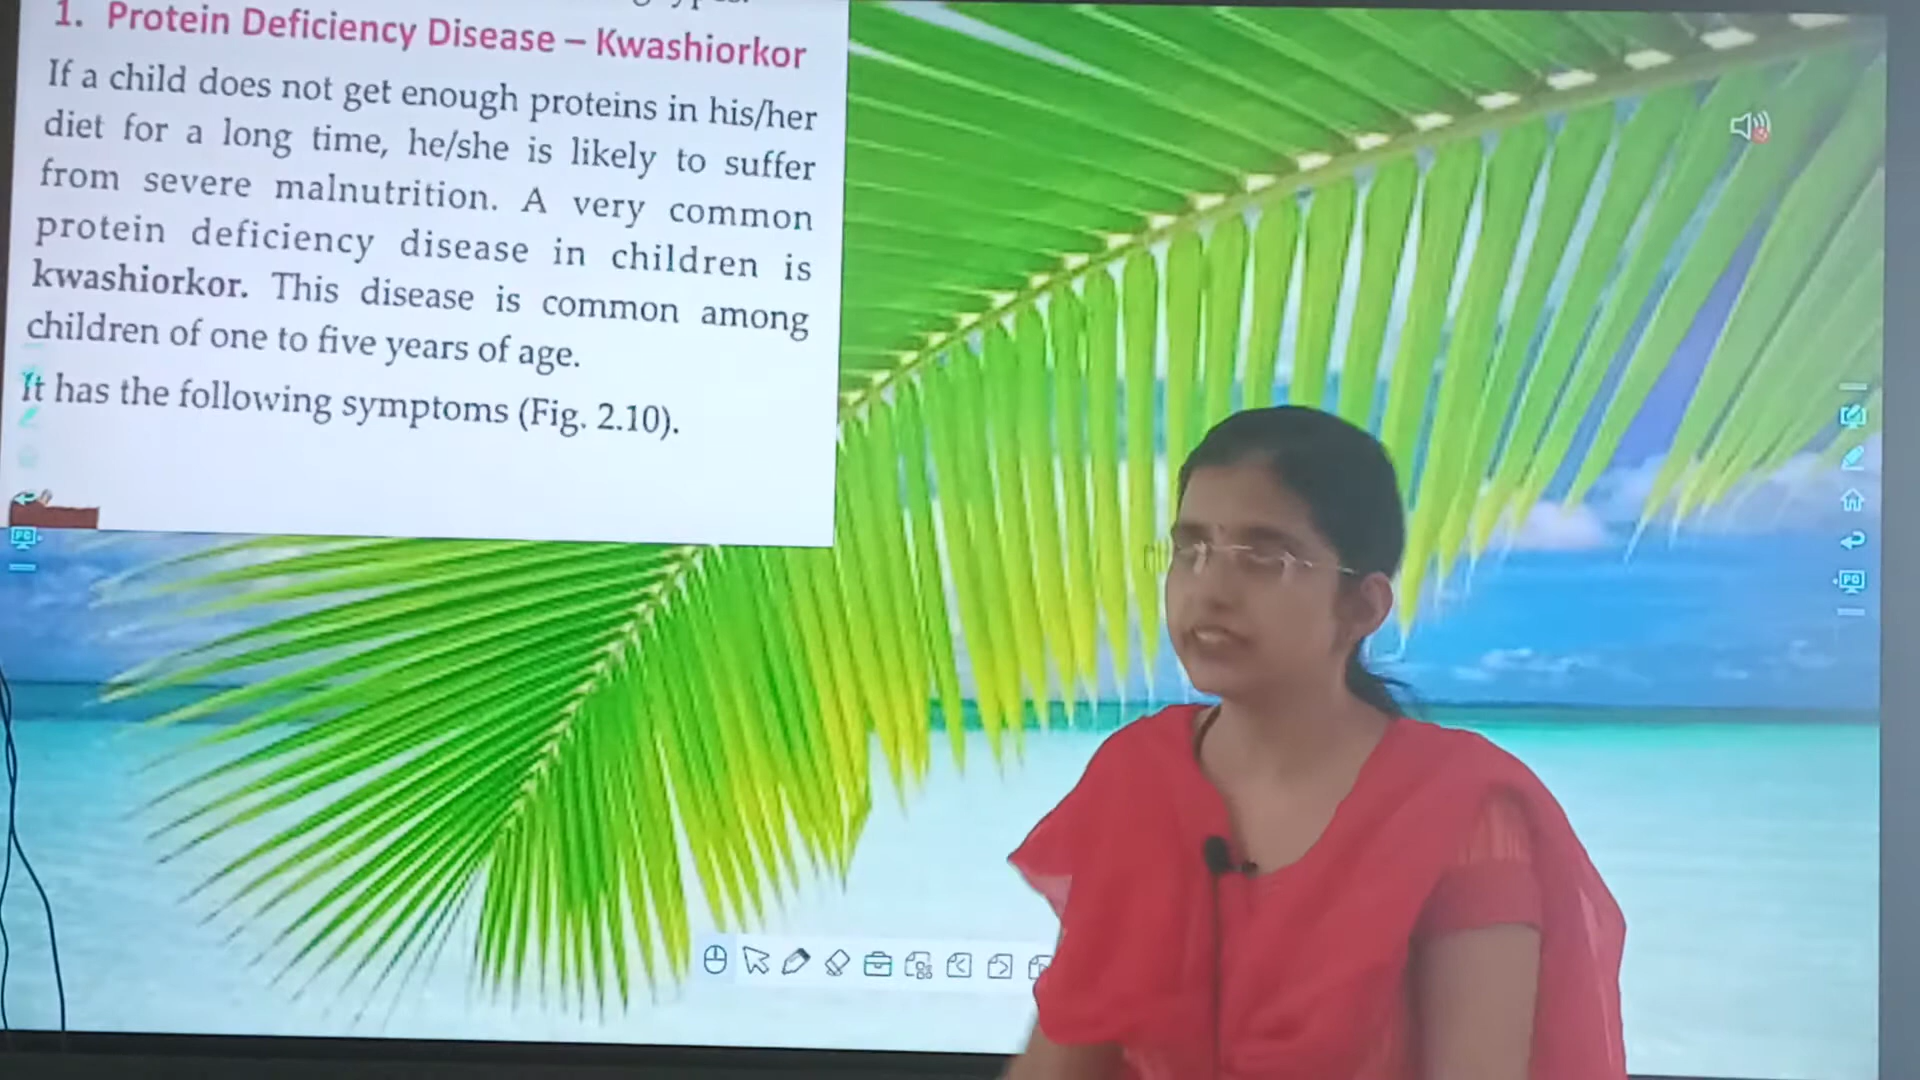 1. Protein Deficiency Disease – Kwashiorkor
If a child does not get enough proteins in his/her
diet for a long time, he/she is likely to suffer
from severe malnutrition. A very common
protein deficiency disease in children is
kwashiorkor. This disease is common among
children of one to five years of age.
It has the following symptoms (Fig. 2.10).
PC
PC